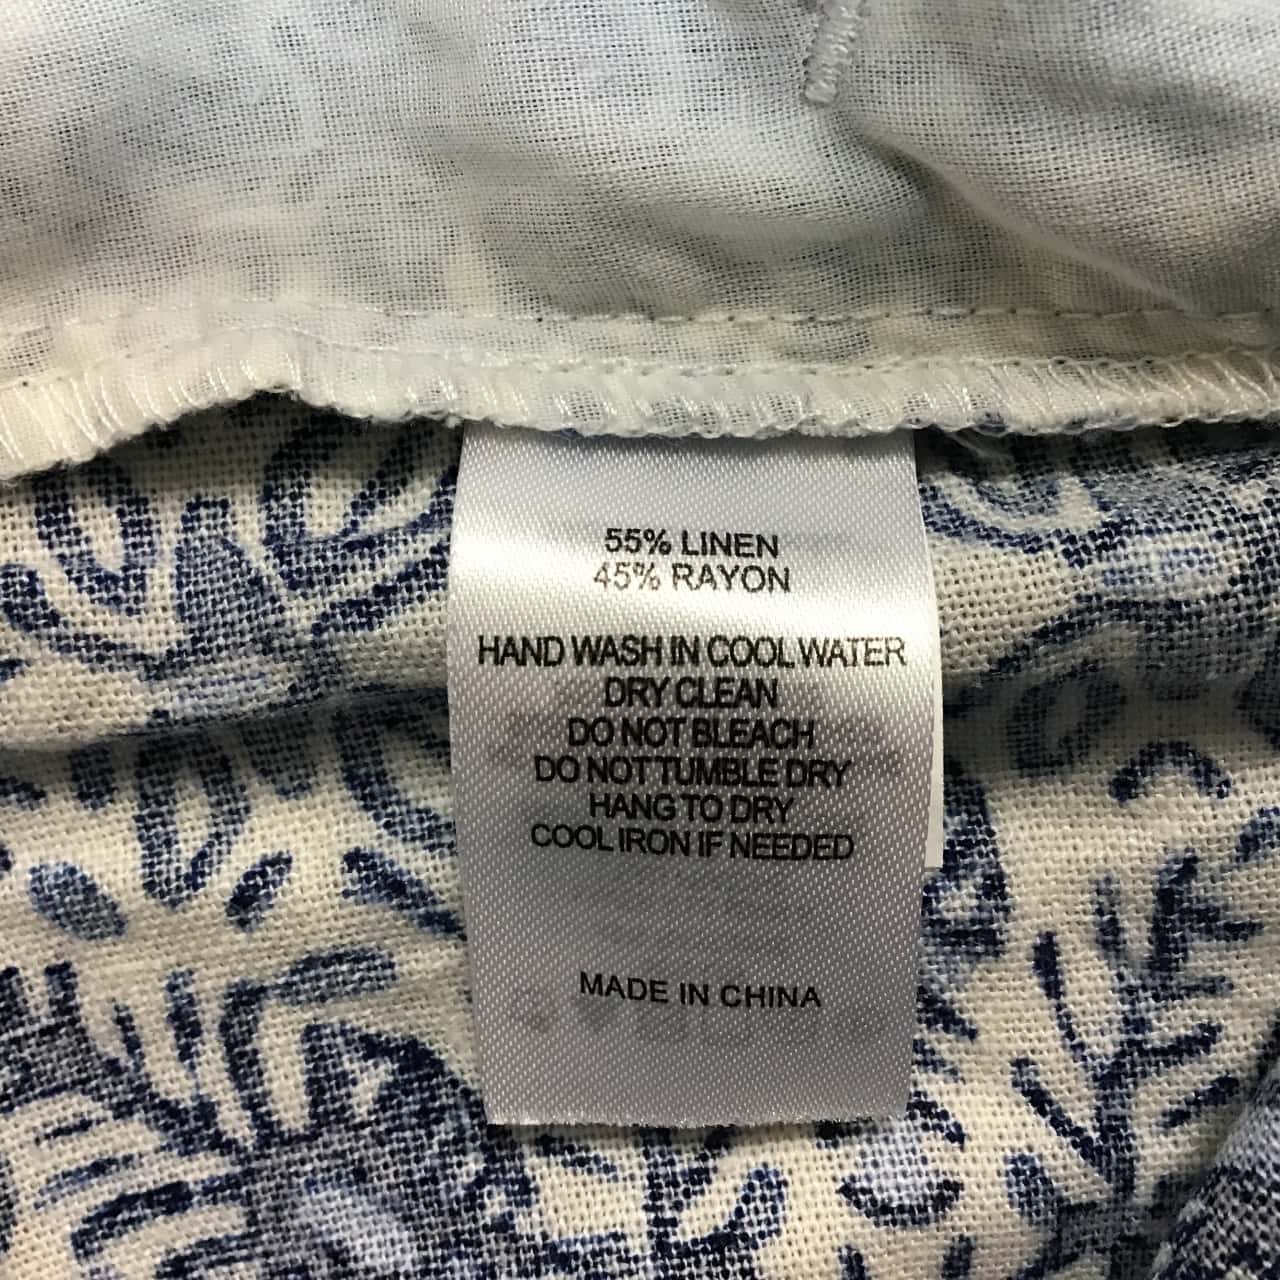 55% LINEN
45% RAYON
HAND WASH IN COOL WATER
DRY CLEAN
DO NOT BLEACH
DO NOT TUMBLE DRY
HANG TO DRY
COOL IRON IF NEEDED
MADE IN CHINA